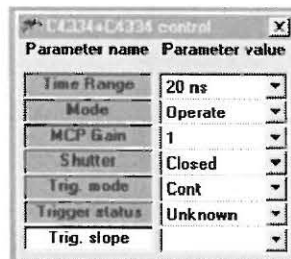 C4334+C4334 control
Parameter name Parameter value
Time Range 20 ns
Mode Operate
MCP Gain 1
Shutter Closed
Trig. mode Cont
Trigger status Unknown
Trig. slope